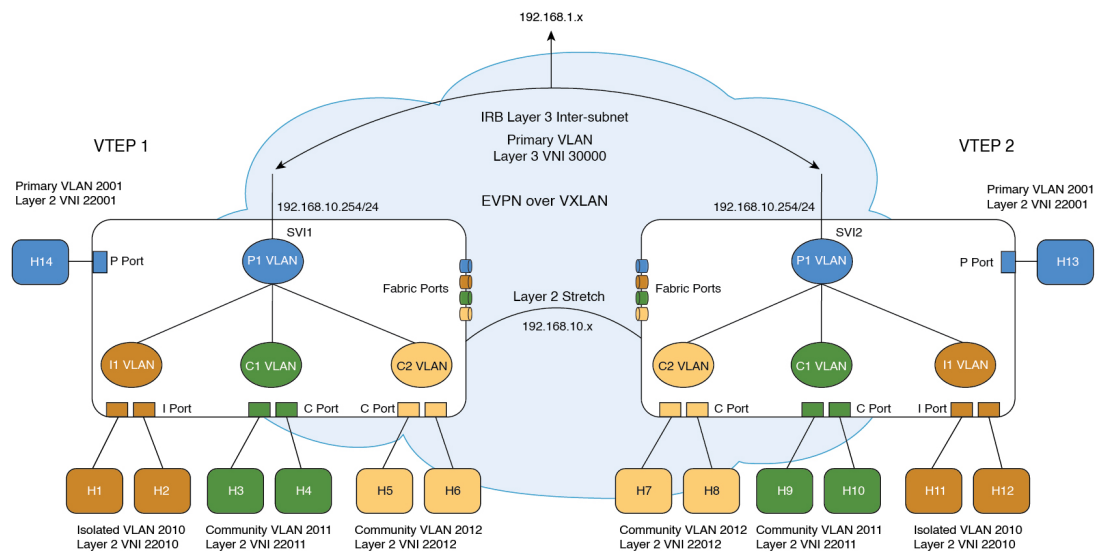 192.168.1.x
IRB Layer 3 Inter-subnet
Primary VLAN
Layer 3 VNI 30000
VTEP 1
VTEP 2
Primary VLAN 2001
Layer 2 VNI 22001
Primary VLAN 2001
Layer 2 VNI 22001
192.168.10.254/24
EVPN over VXLAN
192.168.10.254/24
SVI1
SVI2
H14
P Port
P1 VLAN
P1 VLAN
P Port
H13
Fabric Ports
Fabric Ports
Layer 2 Stretch
192.168.10.x
I1 VLAN
C1 VLAN
C2 VLAN
C2 VLAN
C1 VLAN
I1 VLAN
I Port
C Port
C Port
C Port
C Port
I Port
H1
H2
H3
H4
H5
H6
H7
H8
H9
H10
H11
H12
Isolated VLAN 2010
Layer 2 VNI 22010
Community VLAN 2011
Layer 2 VNI 22011
Community VLAN 2012
Layer 2 VNI 22012
Community VLAN 2012
Layer 2 VNI 22012
Community VLAN 2011
Layer 2 VNI 22011
Isolated VLAN 2010
Layer 2 VNI 22010